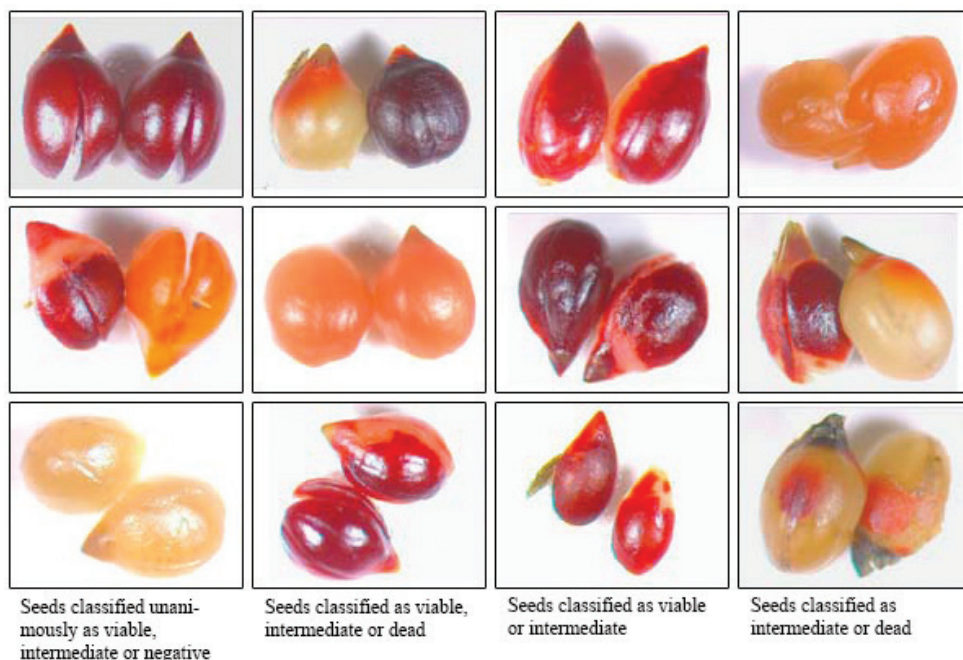 Seeds classified unani-
mously as viable,
intermediate or negative
Seeds classified as viable,
intermediate or dead
Seeds classified as viable
or intermediate
Seeds classified as
intermediate or dead